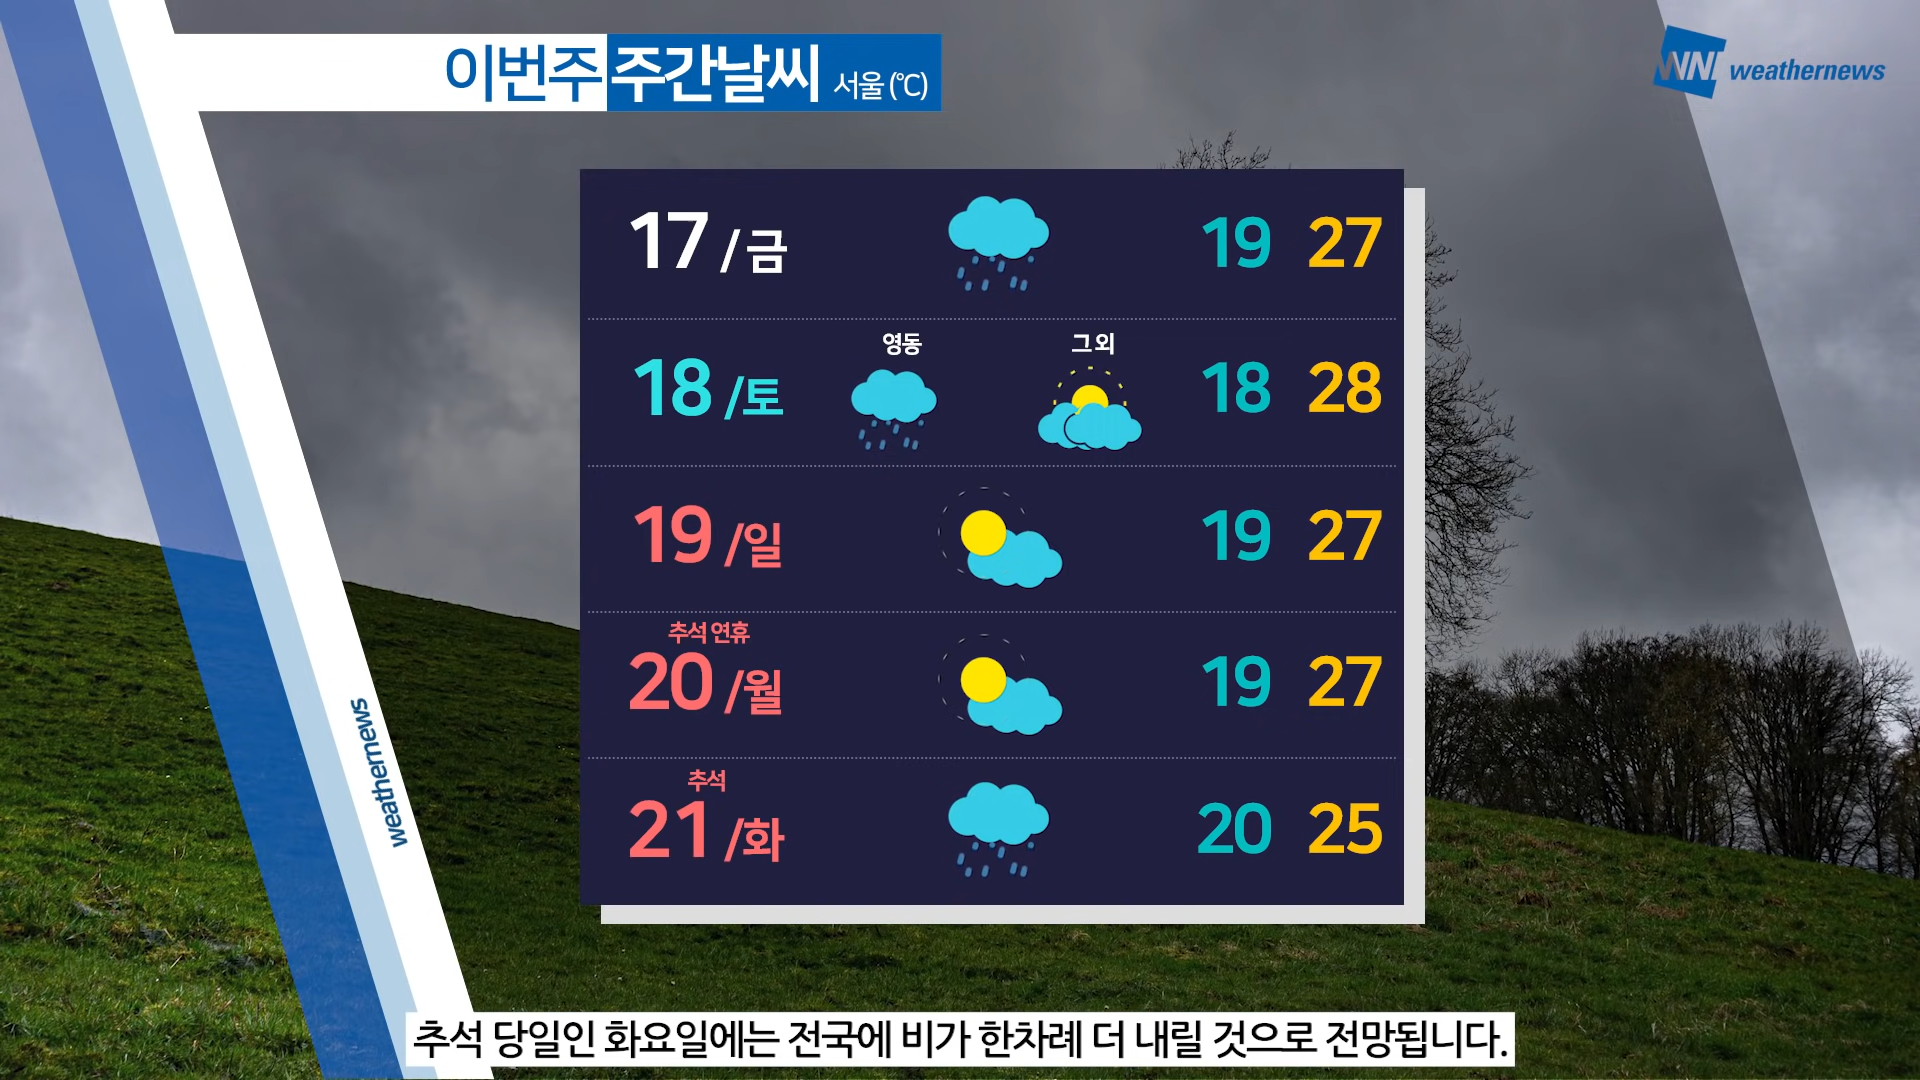 이번주 주간날씨 서울 (℃)
WNI weathernews
17 /금 19 27
영동 그 외
18 /토 18 28
19 /일 19 27
추석 연휴
20 /월 19 27
추석
21 /화 20 25
weathernews
추석 당일인 화요일에는 전국에 비가 한차례 더 내릴 것으로 전망됩니다.